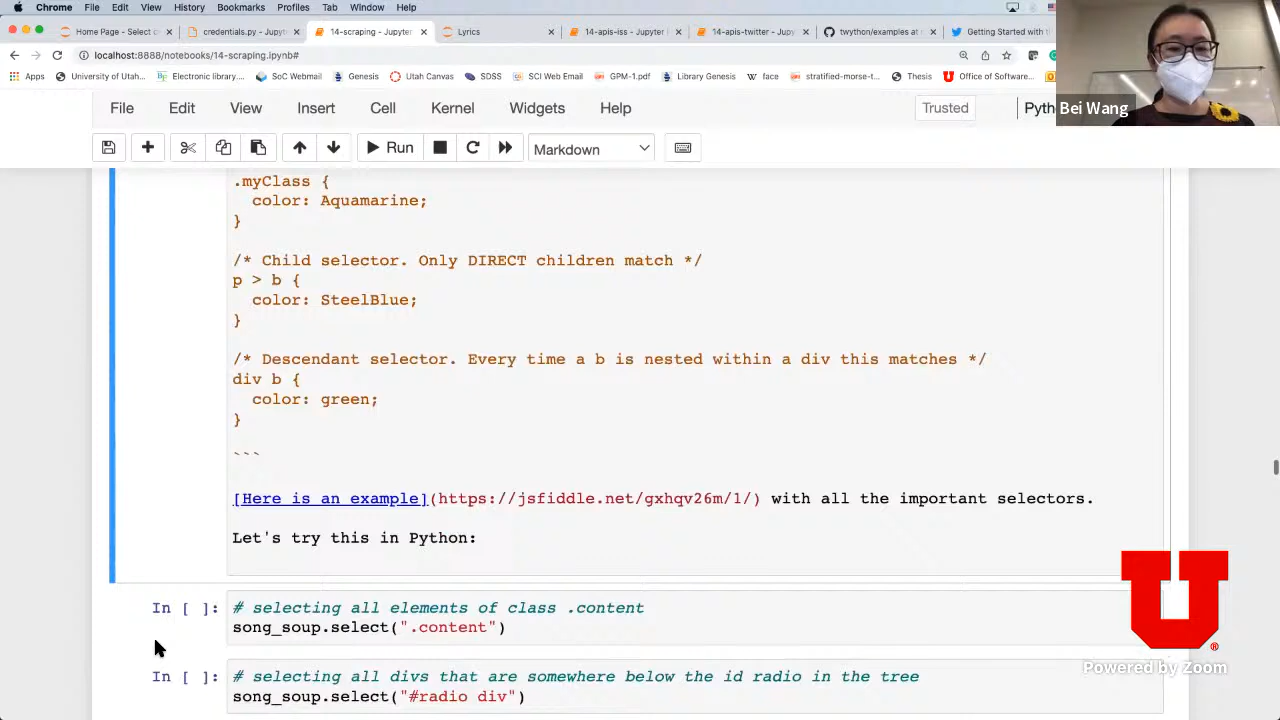 Chrome File Edit View History Bookmarks Profiles Tab Window Help
Home Page - Select o credentials.py - Jupyter 14-scraping - Jupyter Lyrics 14-apis-iss - Jupyter 14-apis-twitter - Jupyter twython/examples at Getting Started with
localhost:8888/notebooks/14-scraping.ipynb#
Apps University of Utah... Electronic library... SoC Webmail Genesis Utah Canvas SDSS SCI Web Email GPM-1.pdf Library Genesis face stratified-morse-t... Thesis Office of Software...
File Edit View Insert Cell Kernel Widgets Help Trusted Pyth
Bei Wang
Run Markdown
.myClass {
color: Aquamarine;
}
/* Child selector. Only DIRECT children match */
p > b {
color: SteelBlue;
}
/* Descendant selector. Every time a b is nested within a div this matches */
div b {
color: green;
}
```
[Here is an example](https://jsfiddle.net/gxhqv26m/1/) with all the important selectors.
Let's try this in Python:
In [ ]: # selecting all elements of class .content
song_soup.select(".content")
In [ ]: # selecting all divs that are somewhere below the id radio in the tree
song_soup.select("#radio div")
U
®
Powered by Zoom